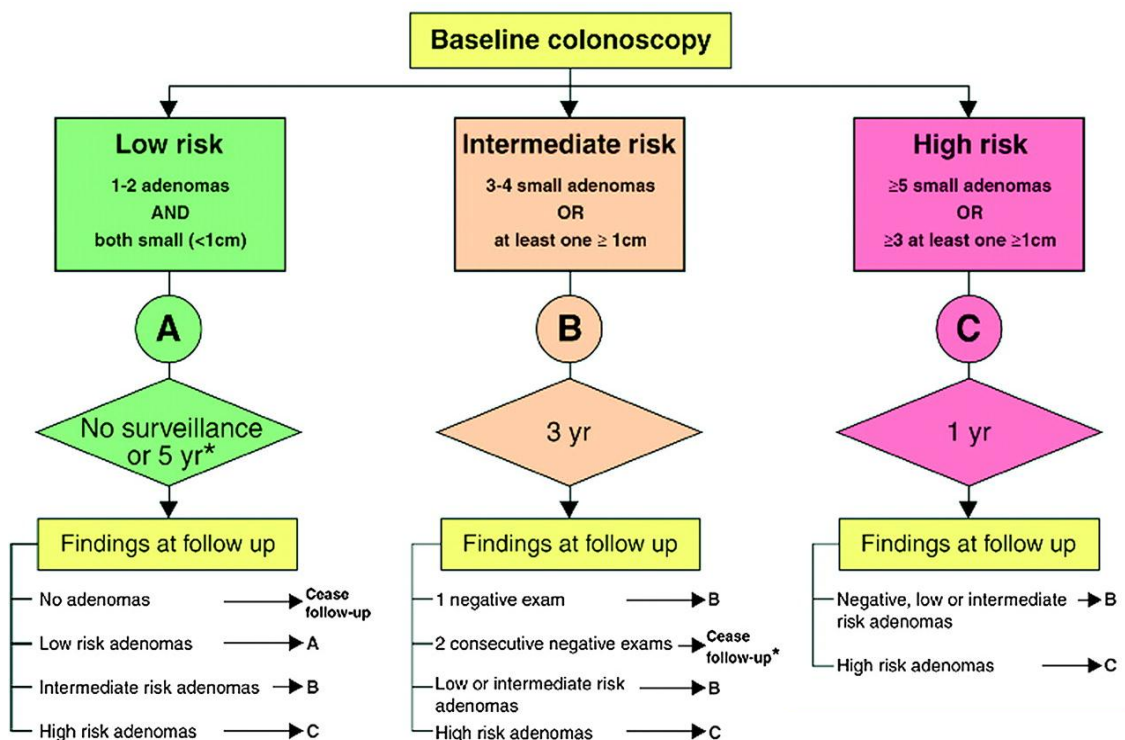 Baseline colonoscopy
Low risk
1-2 adenomas
AND
both small (<1cm)
Intermediate risk
3-4 small adenomas
OR
at least one ≥ 1cm
High risk
≥5 small adenomas
OR
≥3 at least one ≥1cm
A
B
C
No surveillance
or 5 yr*
3 yr
1 yr
Findings at follow up
No adenomas
Cease
follow-up
Low risk adenomas
A
Intermediate risk adenomas
B
High risk adenomas
C
Findings at follow up
1 negative exam
B
2 consecutive negative exams
Cease
follow-up*
Low or intermediate risk
adenomas
B
High risk adenomas
C
Findings at follow up
Negative, low or intermediate
risk adenomas
B
High risk adenomas
C